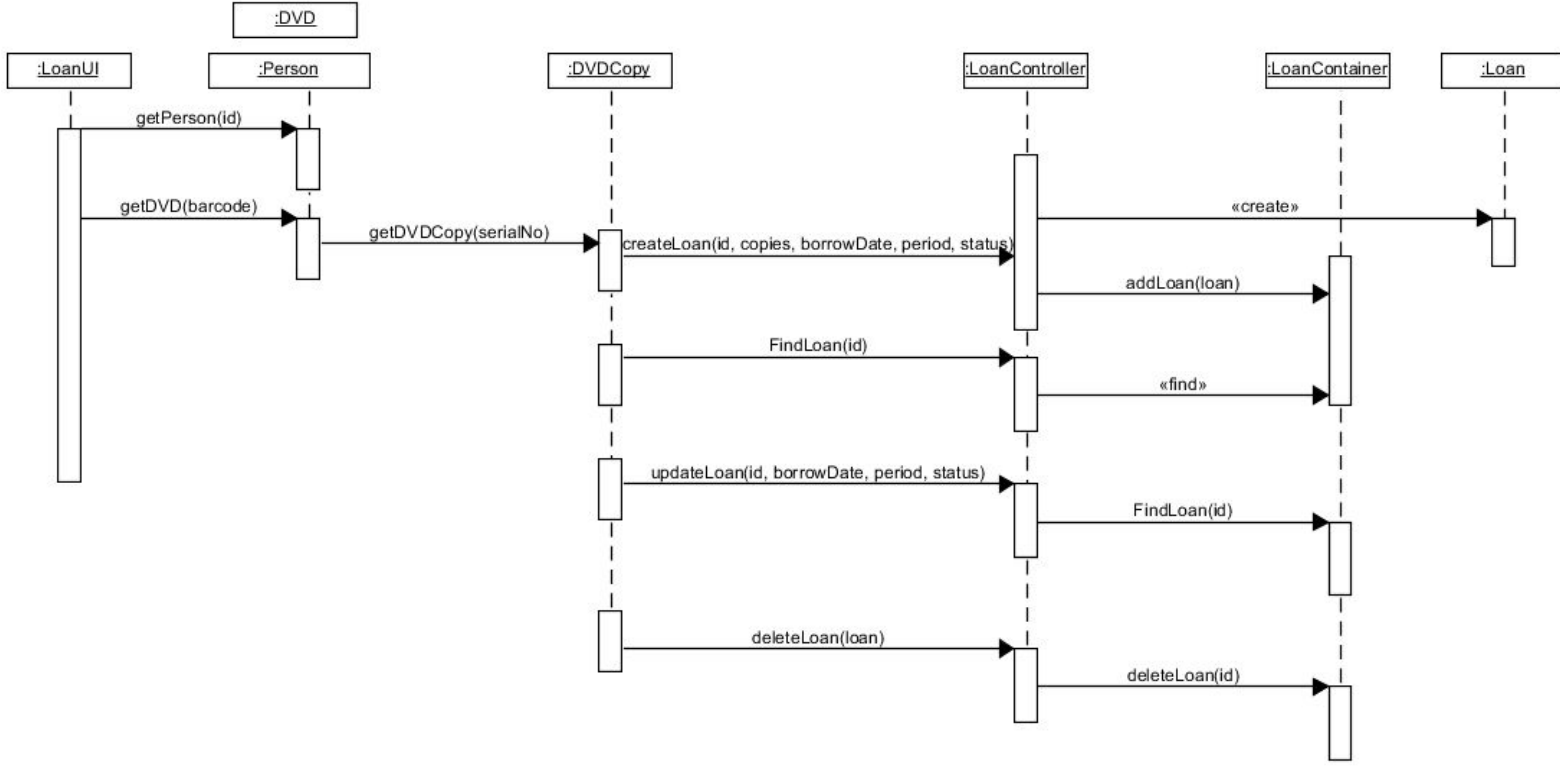 :DVD
:LoanUI
:Person
:DVDCopy
:LoanController
:LoanContainer
:Loan
getPerson(id)
getDVD(barcode)
«create»
getDVDCopy(serialNo)
createLoan(id, copies, borrowDate, period, status)
addLoan(loan)
FindLoan(id)
«find»
updateLoan(id, borrowDate, period, status)
FindLoan(id)
deleteLoan(loan)
deleteLoan(id)